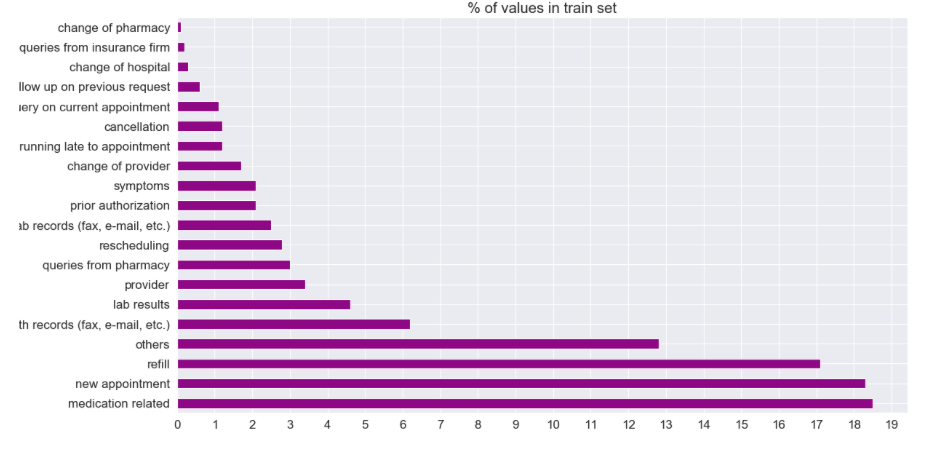 % of values in train set
change of pharmacy
queries from insurance firm
change of hospital
llow up on previous request
ery on current appointment
cancellation
running late to appointment
change of provider
symptoms
prior authorization
ab records (fax, e-mail, etc.)
rescheduling
queries from pharmacy
provider
lab results
th records (fax, e-mail, etc.)
others
refill
new appointment
medication related
0 1 2 3 4 5 6 7 8 9 10 11 12 13 14 15 16 17 18 19